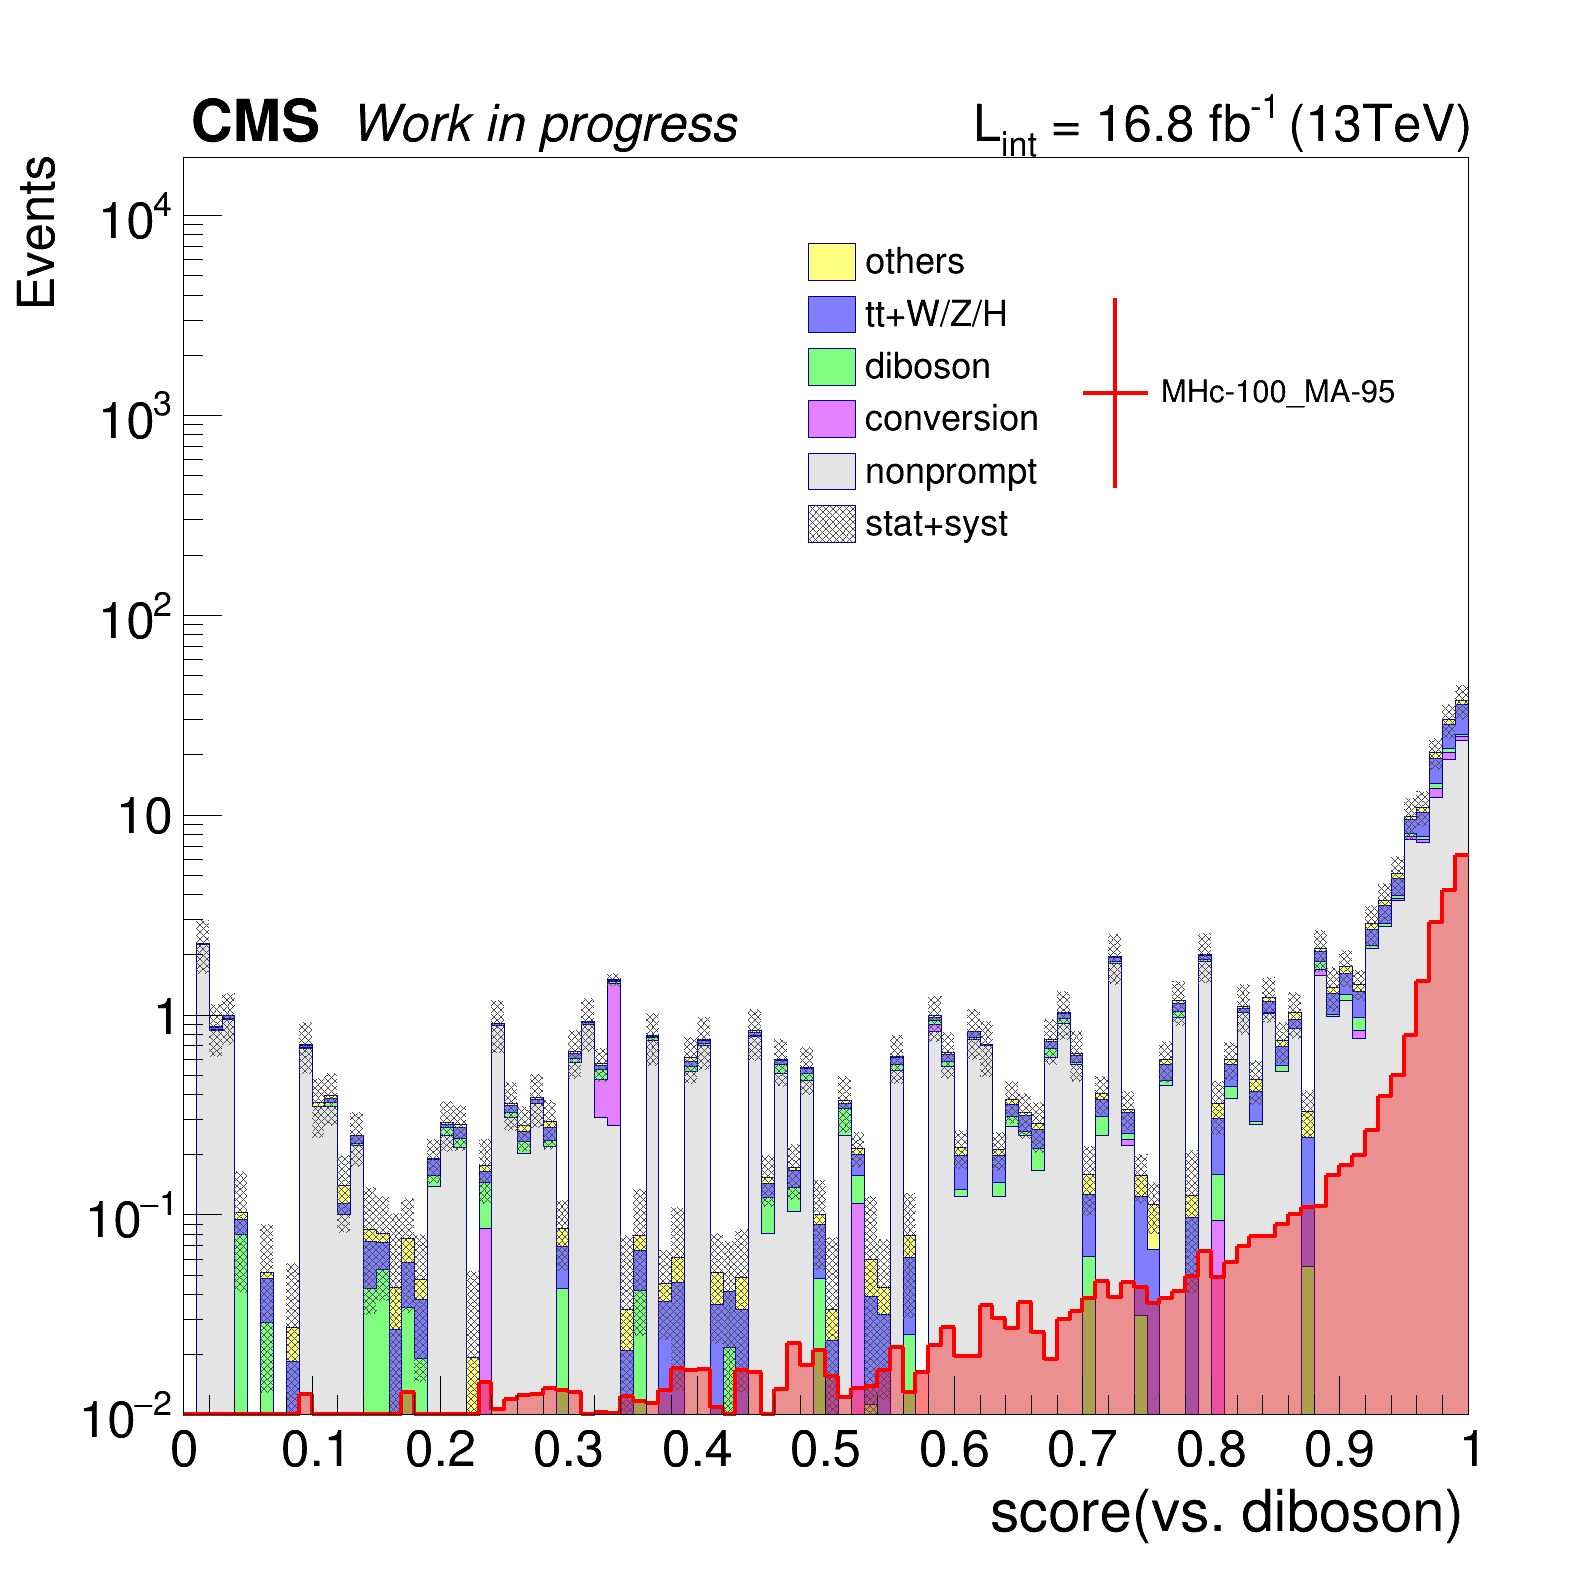 CMS Work in progress
L_int = 16.8 fb^-1 (13TeV)
Events
10^4
10^3
10^2
10
1
10^−1
10^−2
others
tt+W/Z/H
diboson
conversion
nonprompt
stat+syst
MHc-100_MA-95
0 0.1 0.2 0.3 0.4 0.5 0.6 0.7 0.8 0.9 1
score(vs. diboson)